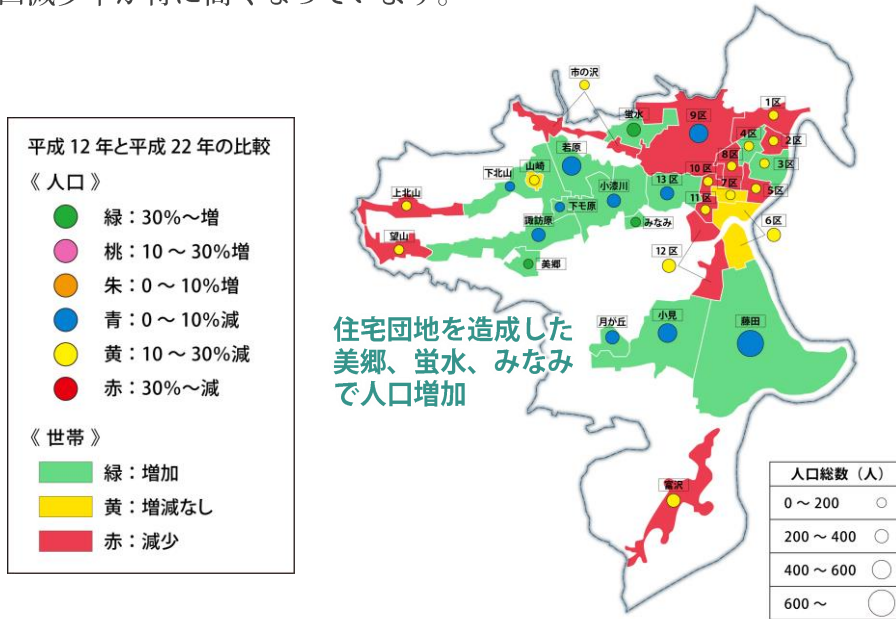 平成 12 年と平成 22 年の比較
《 人口 》
緑：30%～増
桃：10 ～ 30%増
朱：0 ～ 10%増
青：0 ～ 10%減
黄：10 ～ 30%減
赤：30%～減
《 世帯 》
緑：増加
黄：増減なし
赤：減少
市の沢
蛍水
9区
1区
2区
4区
3区
8区
10区
7区
5区
11区
6区
12区
13区
若原
山崎
下北山
小漆川
下モ原
諏訪原
みなみ
美郷
上北山
望山
月が丘
小見
藤田
富沢
住宅団地を造成した
美郷、蛍水、みなみ
で人口増加
人口総数（人）
0 ～ 200
200 ～ 400
400 ～ 600
600 ～